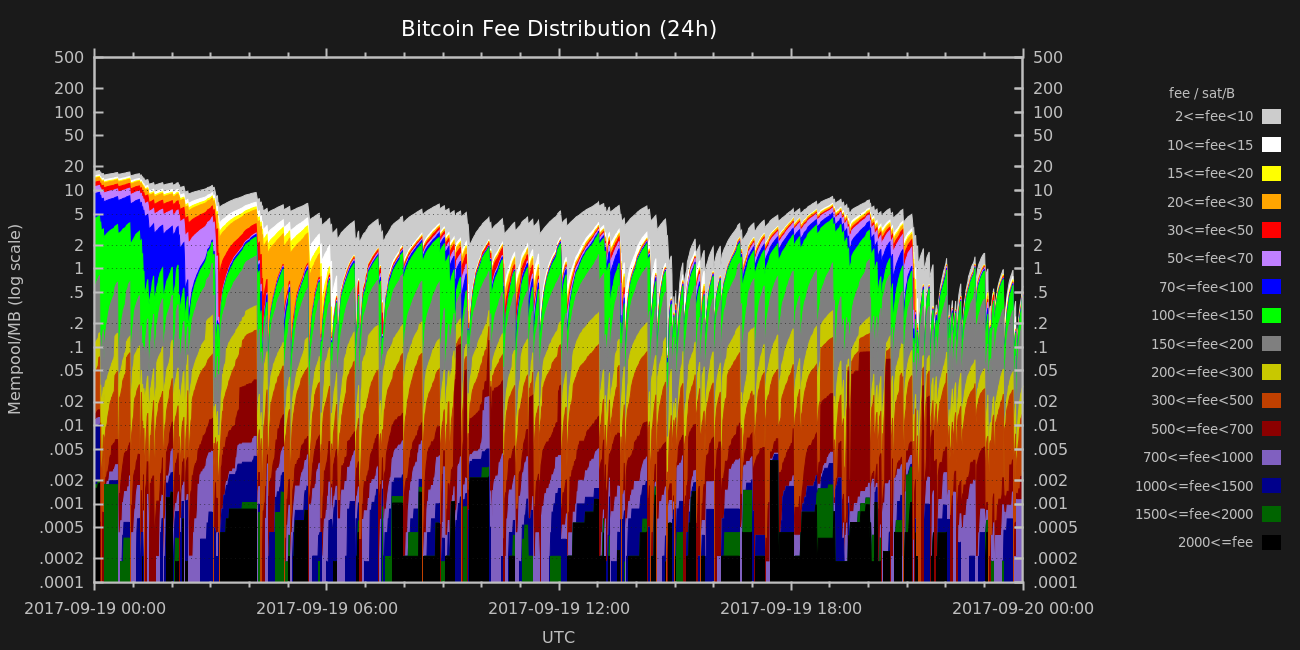 Bitcoin Fee Distribution (24h)
Mempool/MB (log scale)
500
200
100
50
20
10
5
2
1
.5
.2
.1
.05
.02
.01
.005
.002
.001
.0005
.0002
.0001
500
200
100
50
20
10
5
2
1
.5
.2
.1
.05
.02
.01
.005
.002
.001
.0005
.0002
.0001
2017-09-19 00:00
2017-09-19 06:00
2017-09-19 12:00
2017-09-19 18:00
2017-09-20 00:00
UTC
fee / sat/B
2<=fee<10
10<=fee<15
15<=fee<20
20<=fee<30
30<=fee<50
50<=fee<70
70<=fee<100
100<=fee<150
150<=fee<200
200<=fee<300
300<=fee<500
500<=fee<700
700<=fee<1000
1000<=fee<1500
1500<=fee<2000
2000<=fee